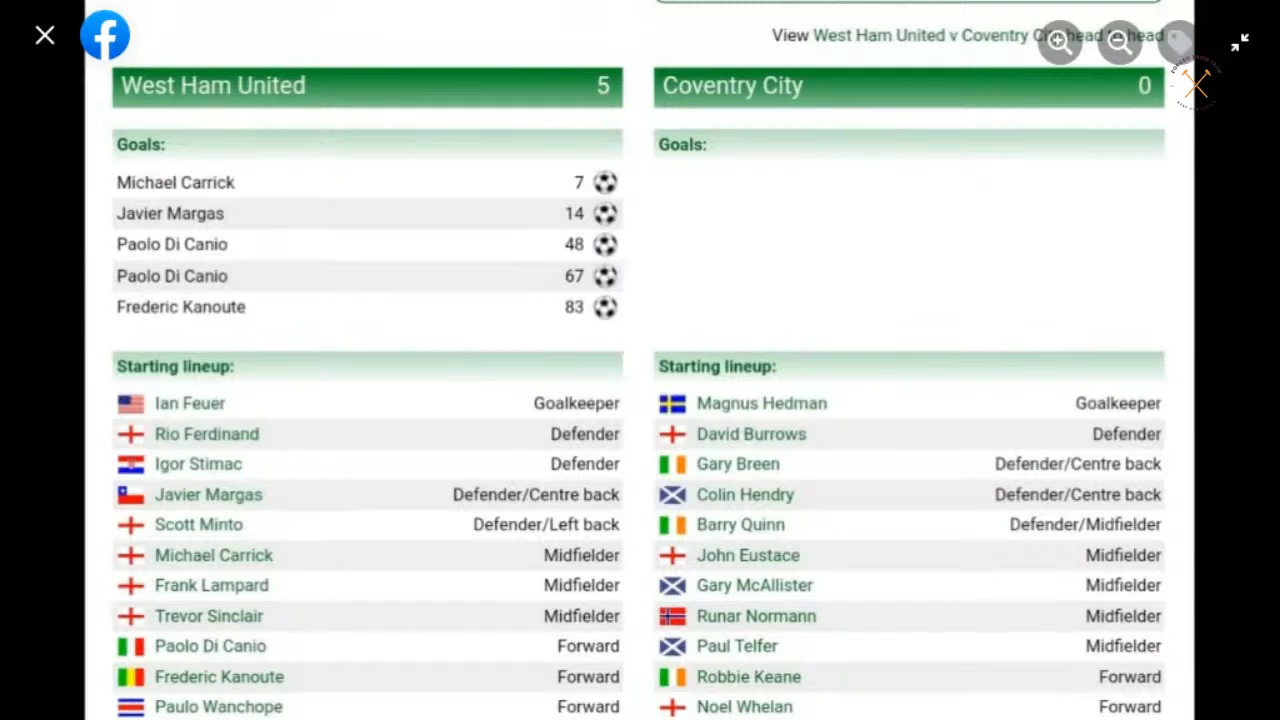 View West Ham United v Coventry City head to head
West Ham United 5
Coventry City 0
Goals:
Goals:
Michael Carrick 7
Javier Margas 14
Paolo Di Canio 48
Paolo Di Canio 67
Frederic Kanoute 83
Starting lineup:
Ian Feuer Goalkeeper
Rio Ferdinand Defender
Igor Stimac Defender
Javier Margas Defender/Centre back
Scott Minto Defender/Left back
Michael Carrick Midfielder
Frank Lampard Midfielder
Trevor Sinclair Midfielder
Paolo Di Canio Forward
Frederic Kanoute Forward
Paulo Wanchope Forward
Starting lineup:
Magnus Hedman Goalkeeper
David Burrows Defender
Gary Breen Defender/Centre back
Colin Hendry Defender/Centre back
Barry Quinn Defender/Midfielder
John Eustace Midfielder
Gary McAllister Midfielder
Runar Normann Midfielder
Paul Telfer Midfielder
Robbie Keane Forward
Noel Whelan Forward